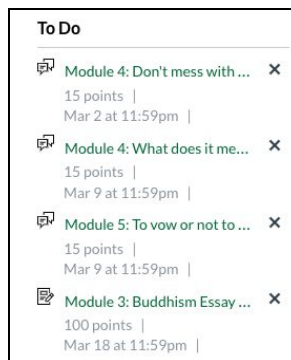 To Do
Module 4: Don't mess with ...
15 points |
Mar 2 at 11:59pm |
Module 4: What does it me...
15 points |
Mar 9 at 11:59pm |
Module 5: To vow or not to ...
15 points |
Mar 9 at 11:59pm |
Module 3: Buddhism Essay ...
100 points |
Mar 18 at 11:59pm |